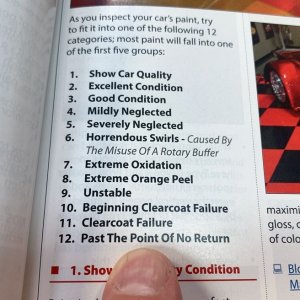 As you inspect your car's paint, try
to fit it into one of the following 12
categories; most paint will fall into one
of the first five groups:
1. Show Car Quality
2. Excellent Condition
3. Good Condition
4. Mildly Neglected
5. Severely Neglected
6. Horrendous Swirls - Caused By
The Misuse Of A Rotary Buffer
7. Extreme Oxidation
8. Extreme Orange Peel
9. Unstable
10. Beginning Clearcoat Failure
11. Clearcoat Failure
12. Past The Point Of No Return
1. Show
y Condition
maximi
gloss, c
of colo
Blo
M